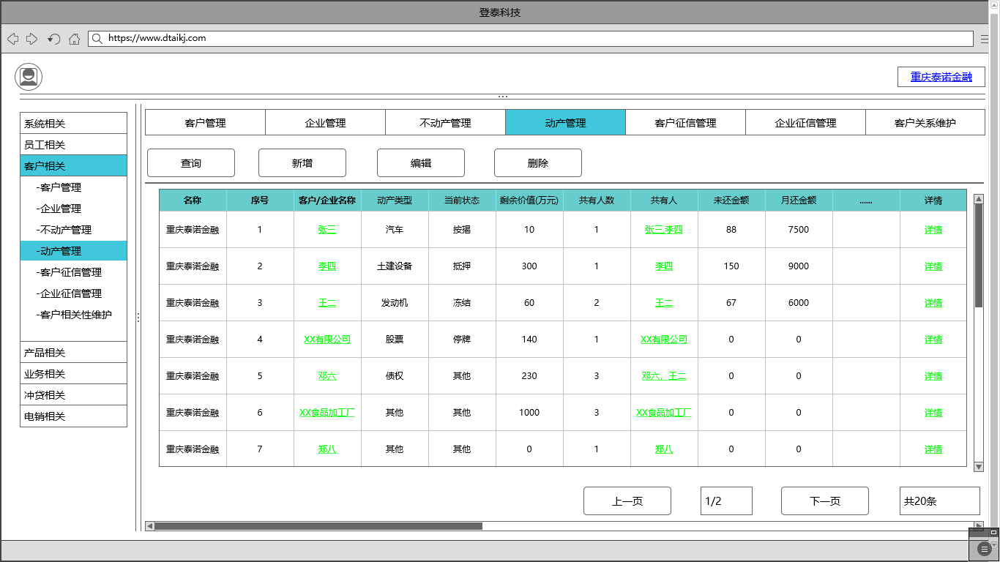 登泰科技
https://www.dtaikj.com
重庆泰诺金融
系统相关
员工相关
客户相关
-客户管理
-企业管理
-不动产管理
-动产管理
-客户征信管理
-企业征信管理
-客户相关性维护
产品相关
业务相关
冲贷相关
电销相关
客户管理 企业管理 不动产管理 动产管理 客户征信管理 企业征信管理 客户关系维护
查询 新增 编辑 删除
名称 序号 客户/企业名称 动产类型 当前状态 剩余价值(万元) 共有人数 共有人 未还金额 月还金额 ...... 详情
重庆泰诺金融 1 张三 汽车 按揭 10 1 张三,李四 88 7500 详情
重庆泰诺金融 2 李四 土建设备 抵押 300 1 李四 150 9000 详情
重庆泰诺金融 3 王二 发动机 冻结 60 2 王二 67 6000 详情
重庆泰诺金融 4 XX有限公司 股票 停牌 140 1 XX有限公司 0 0 详情
重庆泰诺金融 5 邓六 债权 其他 230 3 邓六，王二 0 0 详情
重庆泰诺金融 6 XX食品加工厂 其他 其他 1000 3 XX食品加工厂 0 0 详情
重庆泰诺金融 7 郑八 其他 其他 0 1 郑八 0 0 详情
上一页 1/2 下一页 共20条